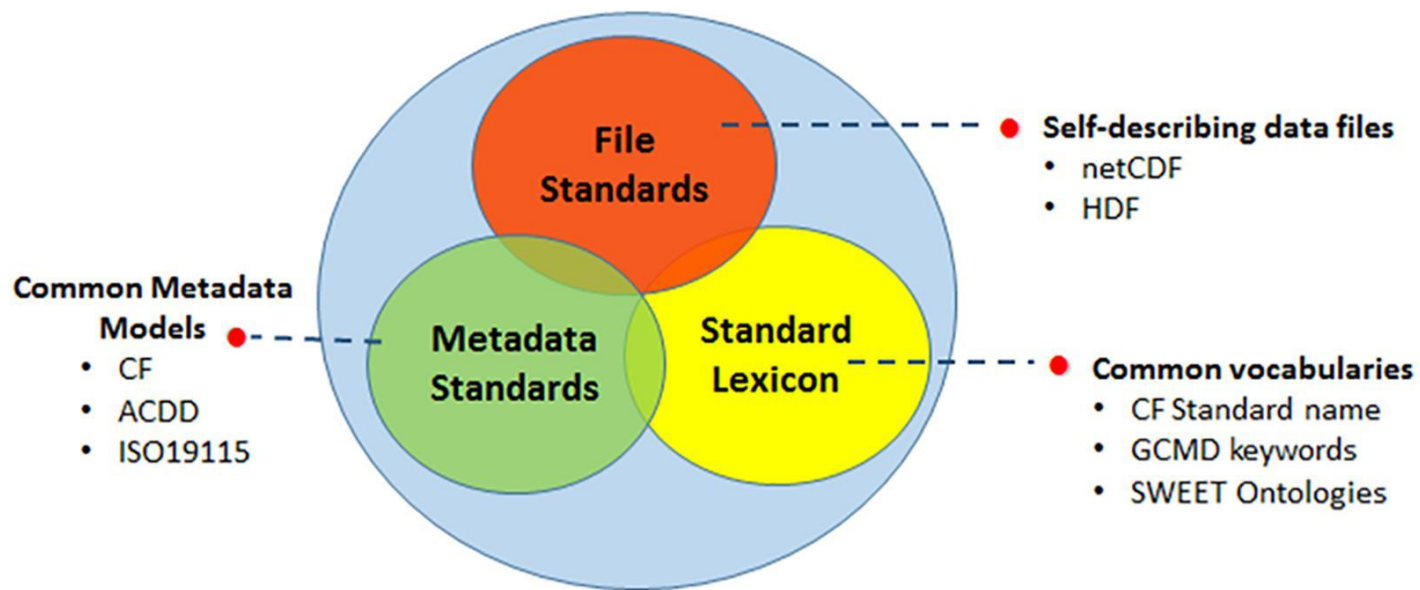 File
Standards
Self-describing data files
• netCDF
• HDF
Common Metadata
Models
• CF
• ACDD
• ISO19115
Metadata
Standards
Standard
Lexicon
Common vocabularies
• CF Standard name
• GCMD keywords
• SWEET Ontologies